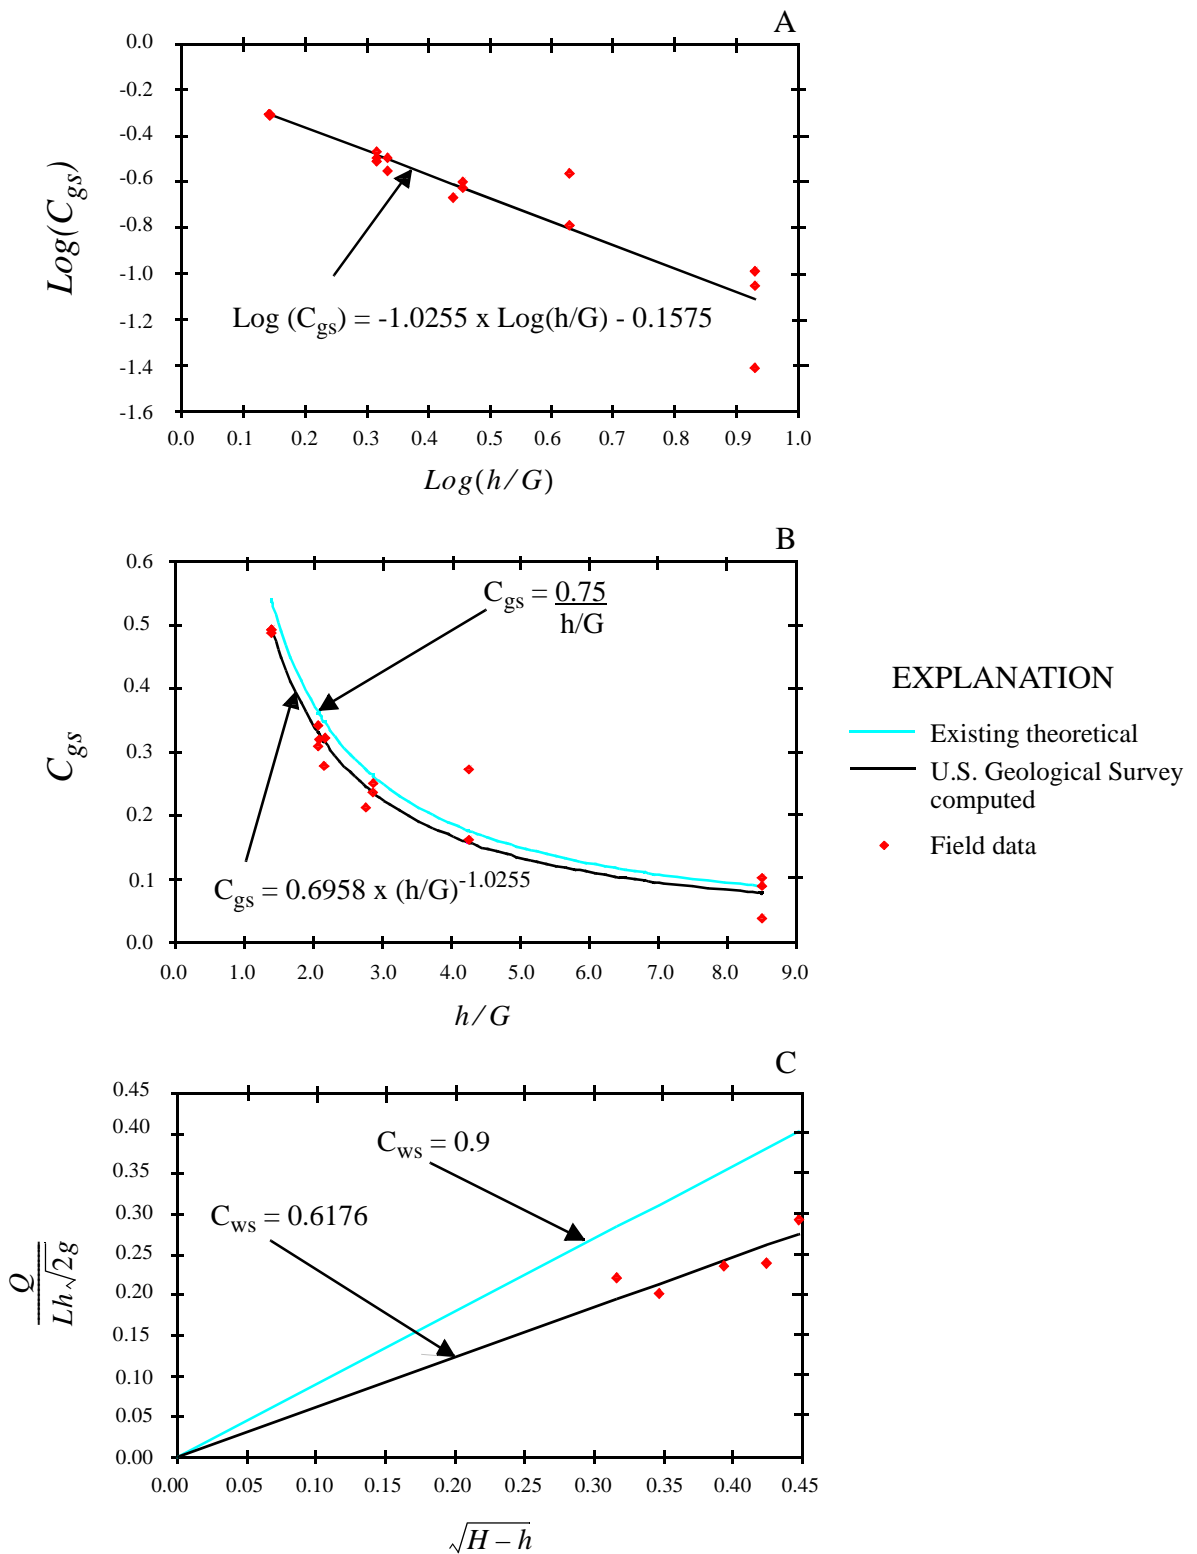 A
0.0
-0.2
-0.4
-0.6
-0.8
-1.0
-1.2
-1.4
-1.6
Log(Cgs)
Log (Cgs) = -1.0255 x Log(h/G) - 0.1575
0.0 0.1 0.2 0.3 0.4 0.5 0.6 0.7 0.8 0.9 1.0
Log(h/G)
B
0.6
0.5
0.4
0.3
0.2
0.1
0.0
Cgs
Cgs = 0.75
h/G
Cgs = 0.6958 x (h/G)-1.0255
0.0 1.0 2.0 3.0 4.0 5.0 6.0 7.0 8.0 9.0
h/G
EXPLANATION
Existing theoretical
U.S. Geological Survey
computed
Field data
C
0.45
0.40
0.35
0.30
0.25
0.20
0.15
0.10
0.05
0.00
Q
Lh√2g
Cws = 0.9
Cws = 0.6176
0.00 0.05 0.10 0.15 0.20 0.25 0.30 0.35 0.40 0.45
√H – h